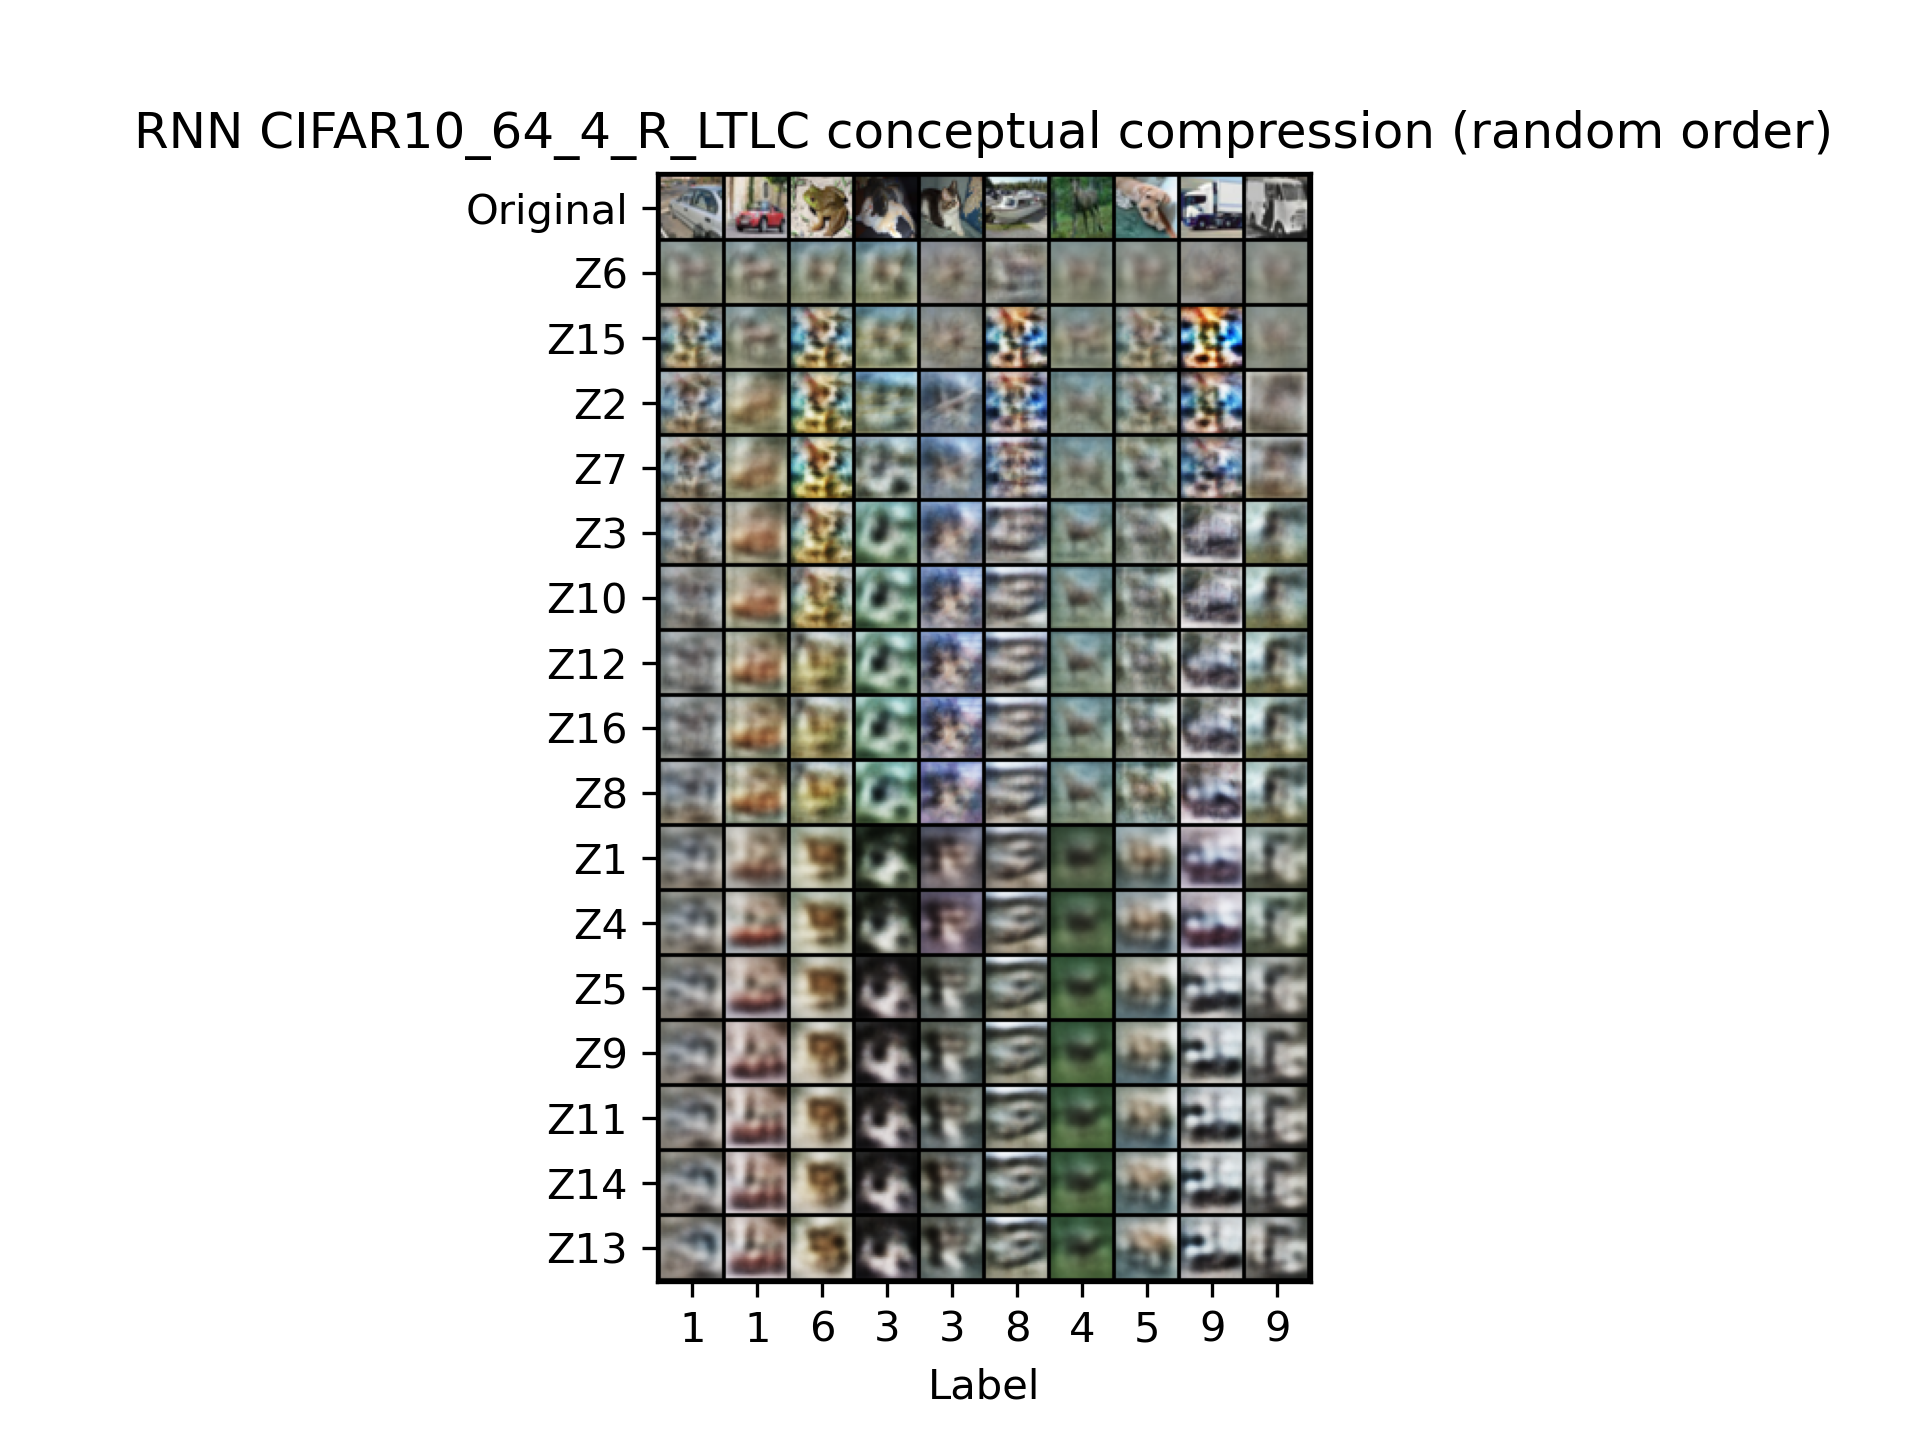 RNN CIFAR10_64_4_R_LTLC conceptual compression (random order)
Original
Z6
Z15
Z2
Z7
Z3
Z10
Z12
Z16
Z8
Z1
Z4
Z5
Z9
Z11
Z14
Z13
1 1 6 3 3 8 4 5 9 9
Label